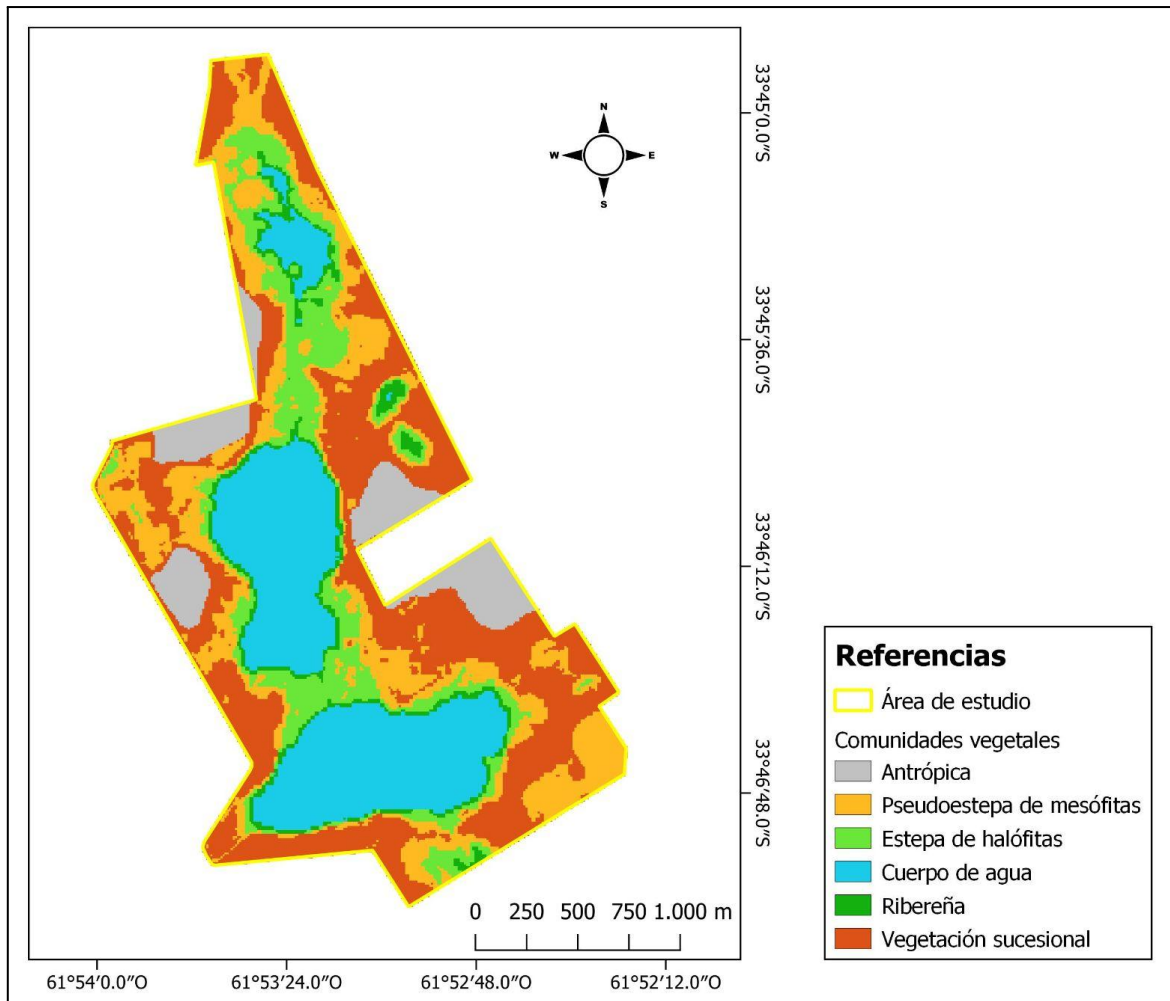 N
W
E
S
33°45′0.0″S
33°45′36.0″S
33°46′12.0″S
33°46′48.0″S
0 250 500 750 1.000 m
61°54′0.0″O 61°53′24.0″O 61°52′48.0″O 61°52′12.0″O
Referencias
Área de estudio
Comunidades vegetales
Antrópica
Pseudoestepa de mesófitas
Estepa de halófitas
Cuerpo de agua
Ribereña
Vegetación sucesional